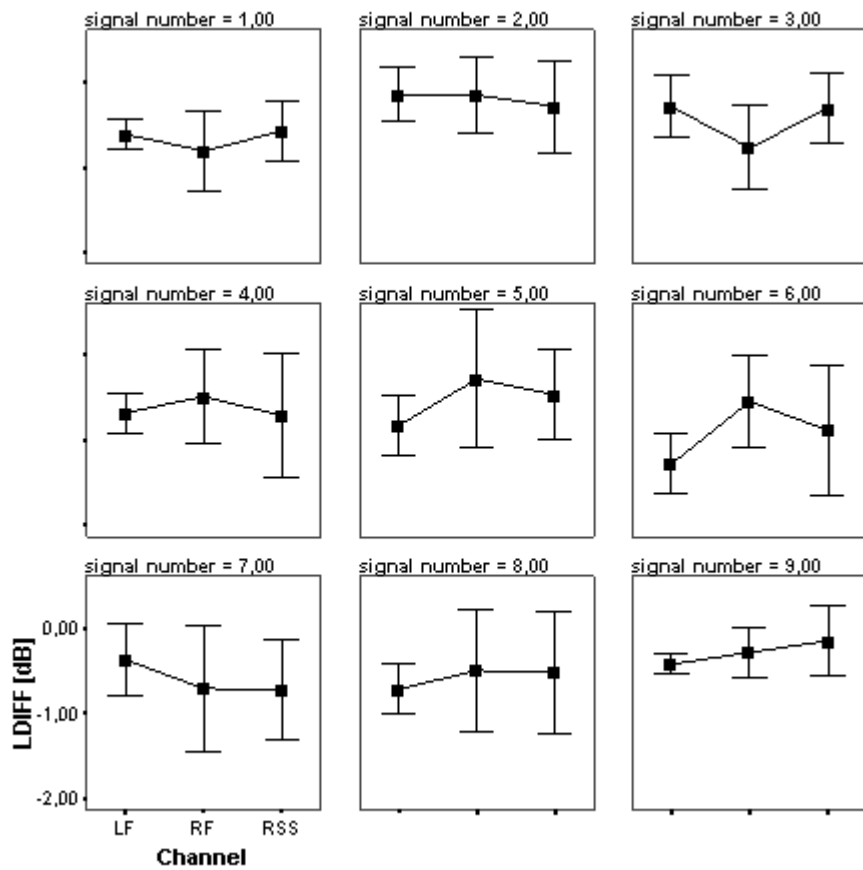 signal number = 1,00
signal number = 2,00
signal number = 3,00
signal number = 4,00
signal number = 5,00
signal number = 6,00
signal number = 7,00
signal number = 8,00
signal number = 9,00
LDIFF [dB]
0,00
-1,00
-2,00
LF RF RSS
Channel